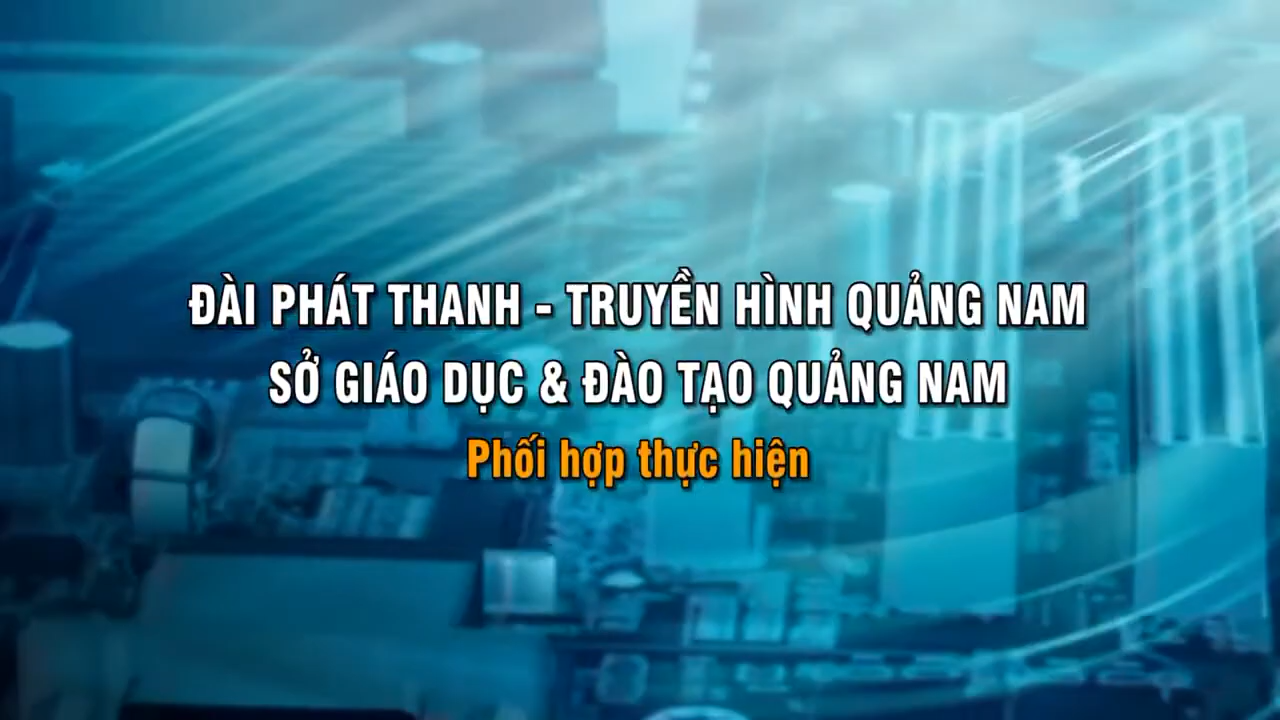 ĐÀI PHÁT THANH - TRUYỀN HÌNH QUẢNG NAM
SỞ GIÁO DỤC & ĐÀO TẠO QUẢNG NAM
Phối hợp thực hiện